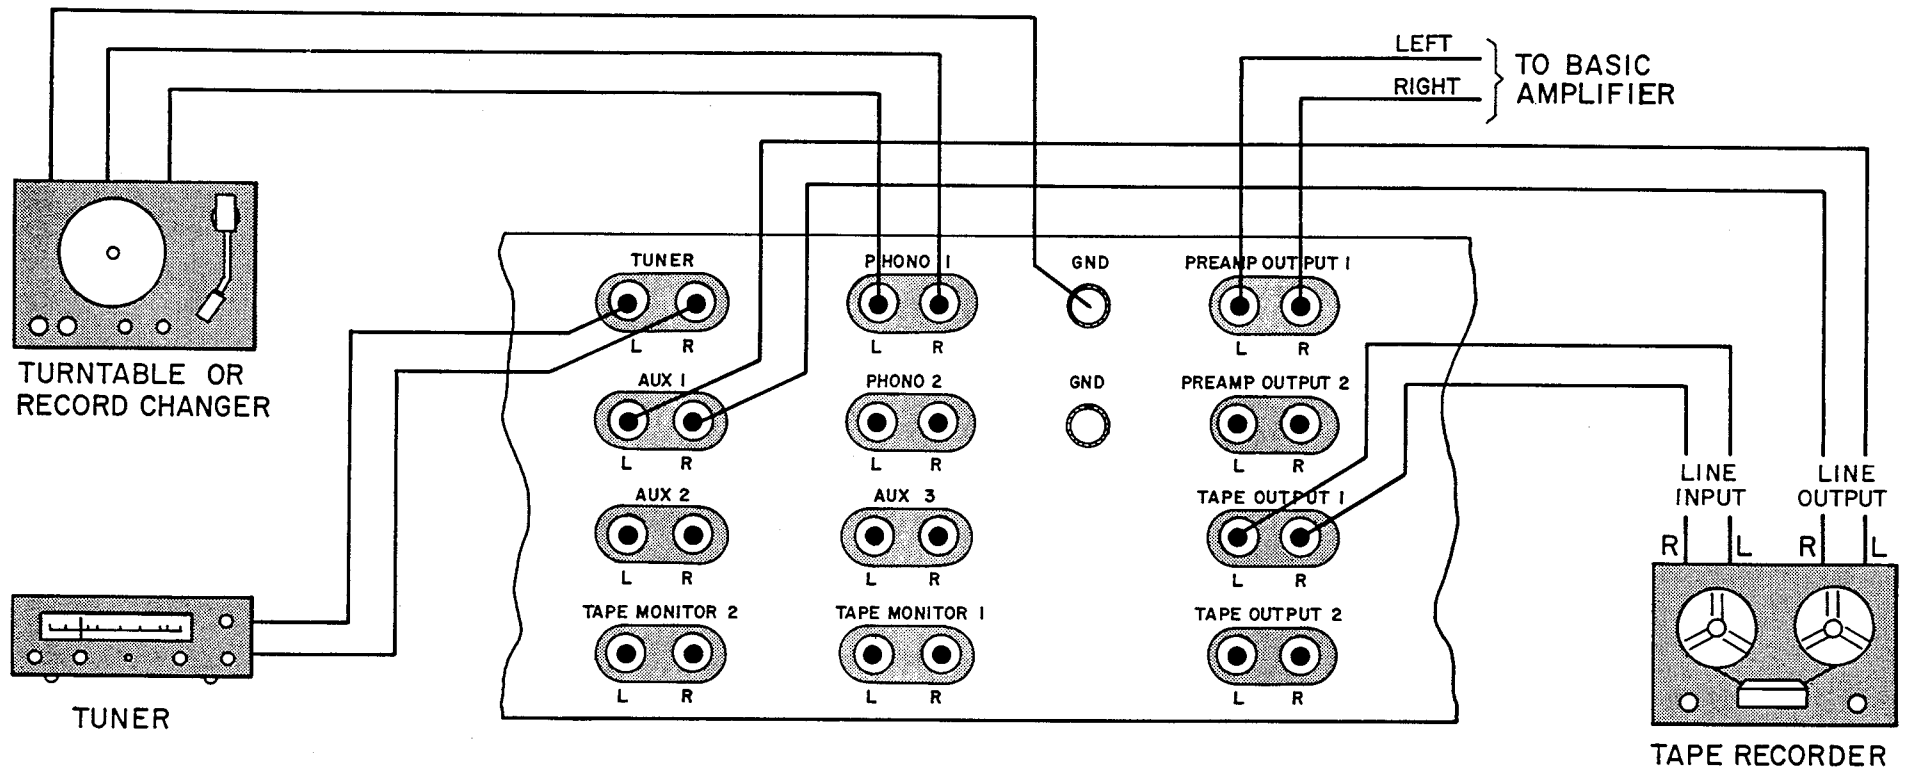 LEFT
RIGHT
TO BASIC
AMPLIFIER
TUNER
L R
PHONO 1
L R
GND
PREAMP OUTPUT 1
L R
AUX 1
L R
PHONO 2
L R
GND
PREAMP OUTPUT 2
L R
AUX 2
L R
AUX 3
L R
TAPE OUTPUT 1
L R
TAPE MONITOR 2
L R
TAPE MONITOR 1
L R
TAPE OUTPUT 2
L R
TURNTABLE OR
RECORD CHANGER
TUNER
LINE
INPUT
R L
LINE
OUTPUT
R L
TAPE RECORDER